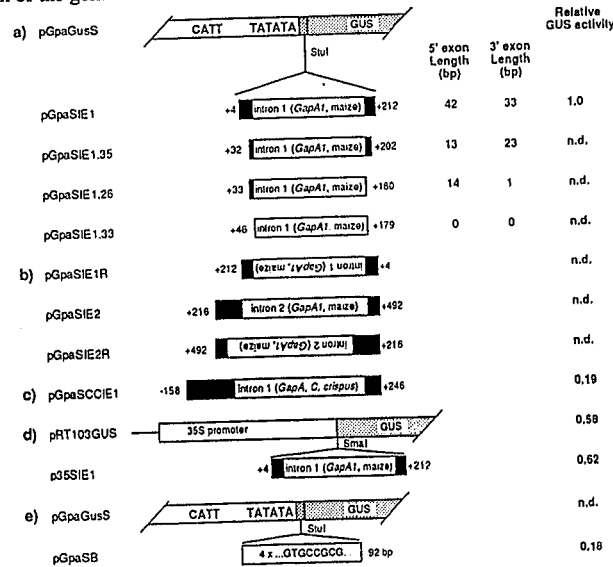 Relative
GUS activity
a) pGpaGusS CATT TATATA GUS
StuI
5' exon Length (bp)
3' exon Length (bp)
pGpaSIE1 +4 intron 1 (GapA1, maize) +212 42 33 1.0
pGpaSIE1.35 +32 intron 1 (GapA1, maize) +202 13 23 n.d.
pGpaSIE1.26 +33 intron 1 (GapA1, maize) +180 14 1 n.d.
pGpaSIE1.33 +46 intron 1 (GapA1. maize) +179 0 0 n.d.
b) pGpaSIE1R +212 intron 1 (GapA1, maize) +4 n.d.
pGpaSIE2 +216 intron 2 (GapA1, maize) +492 n.d.
pGpaSIE2R +492 intron 2 (GapA1, maize) +216 n.d.
c) pGpaSCCIE1 -158 intron 1 (GapA, C. crispus) +246 0,19
d) pRT103GUS 35S promoter GUS 0,58
SmaI
p35SIE1 +4 intron 1 (GapA1, maize) +212 0,62
e) pGpaGusS CATT TATATA GUS n.d.
StuI
pGpaSB 4 x ...GTGCCGCG.. 92 bp 0,18